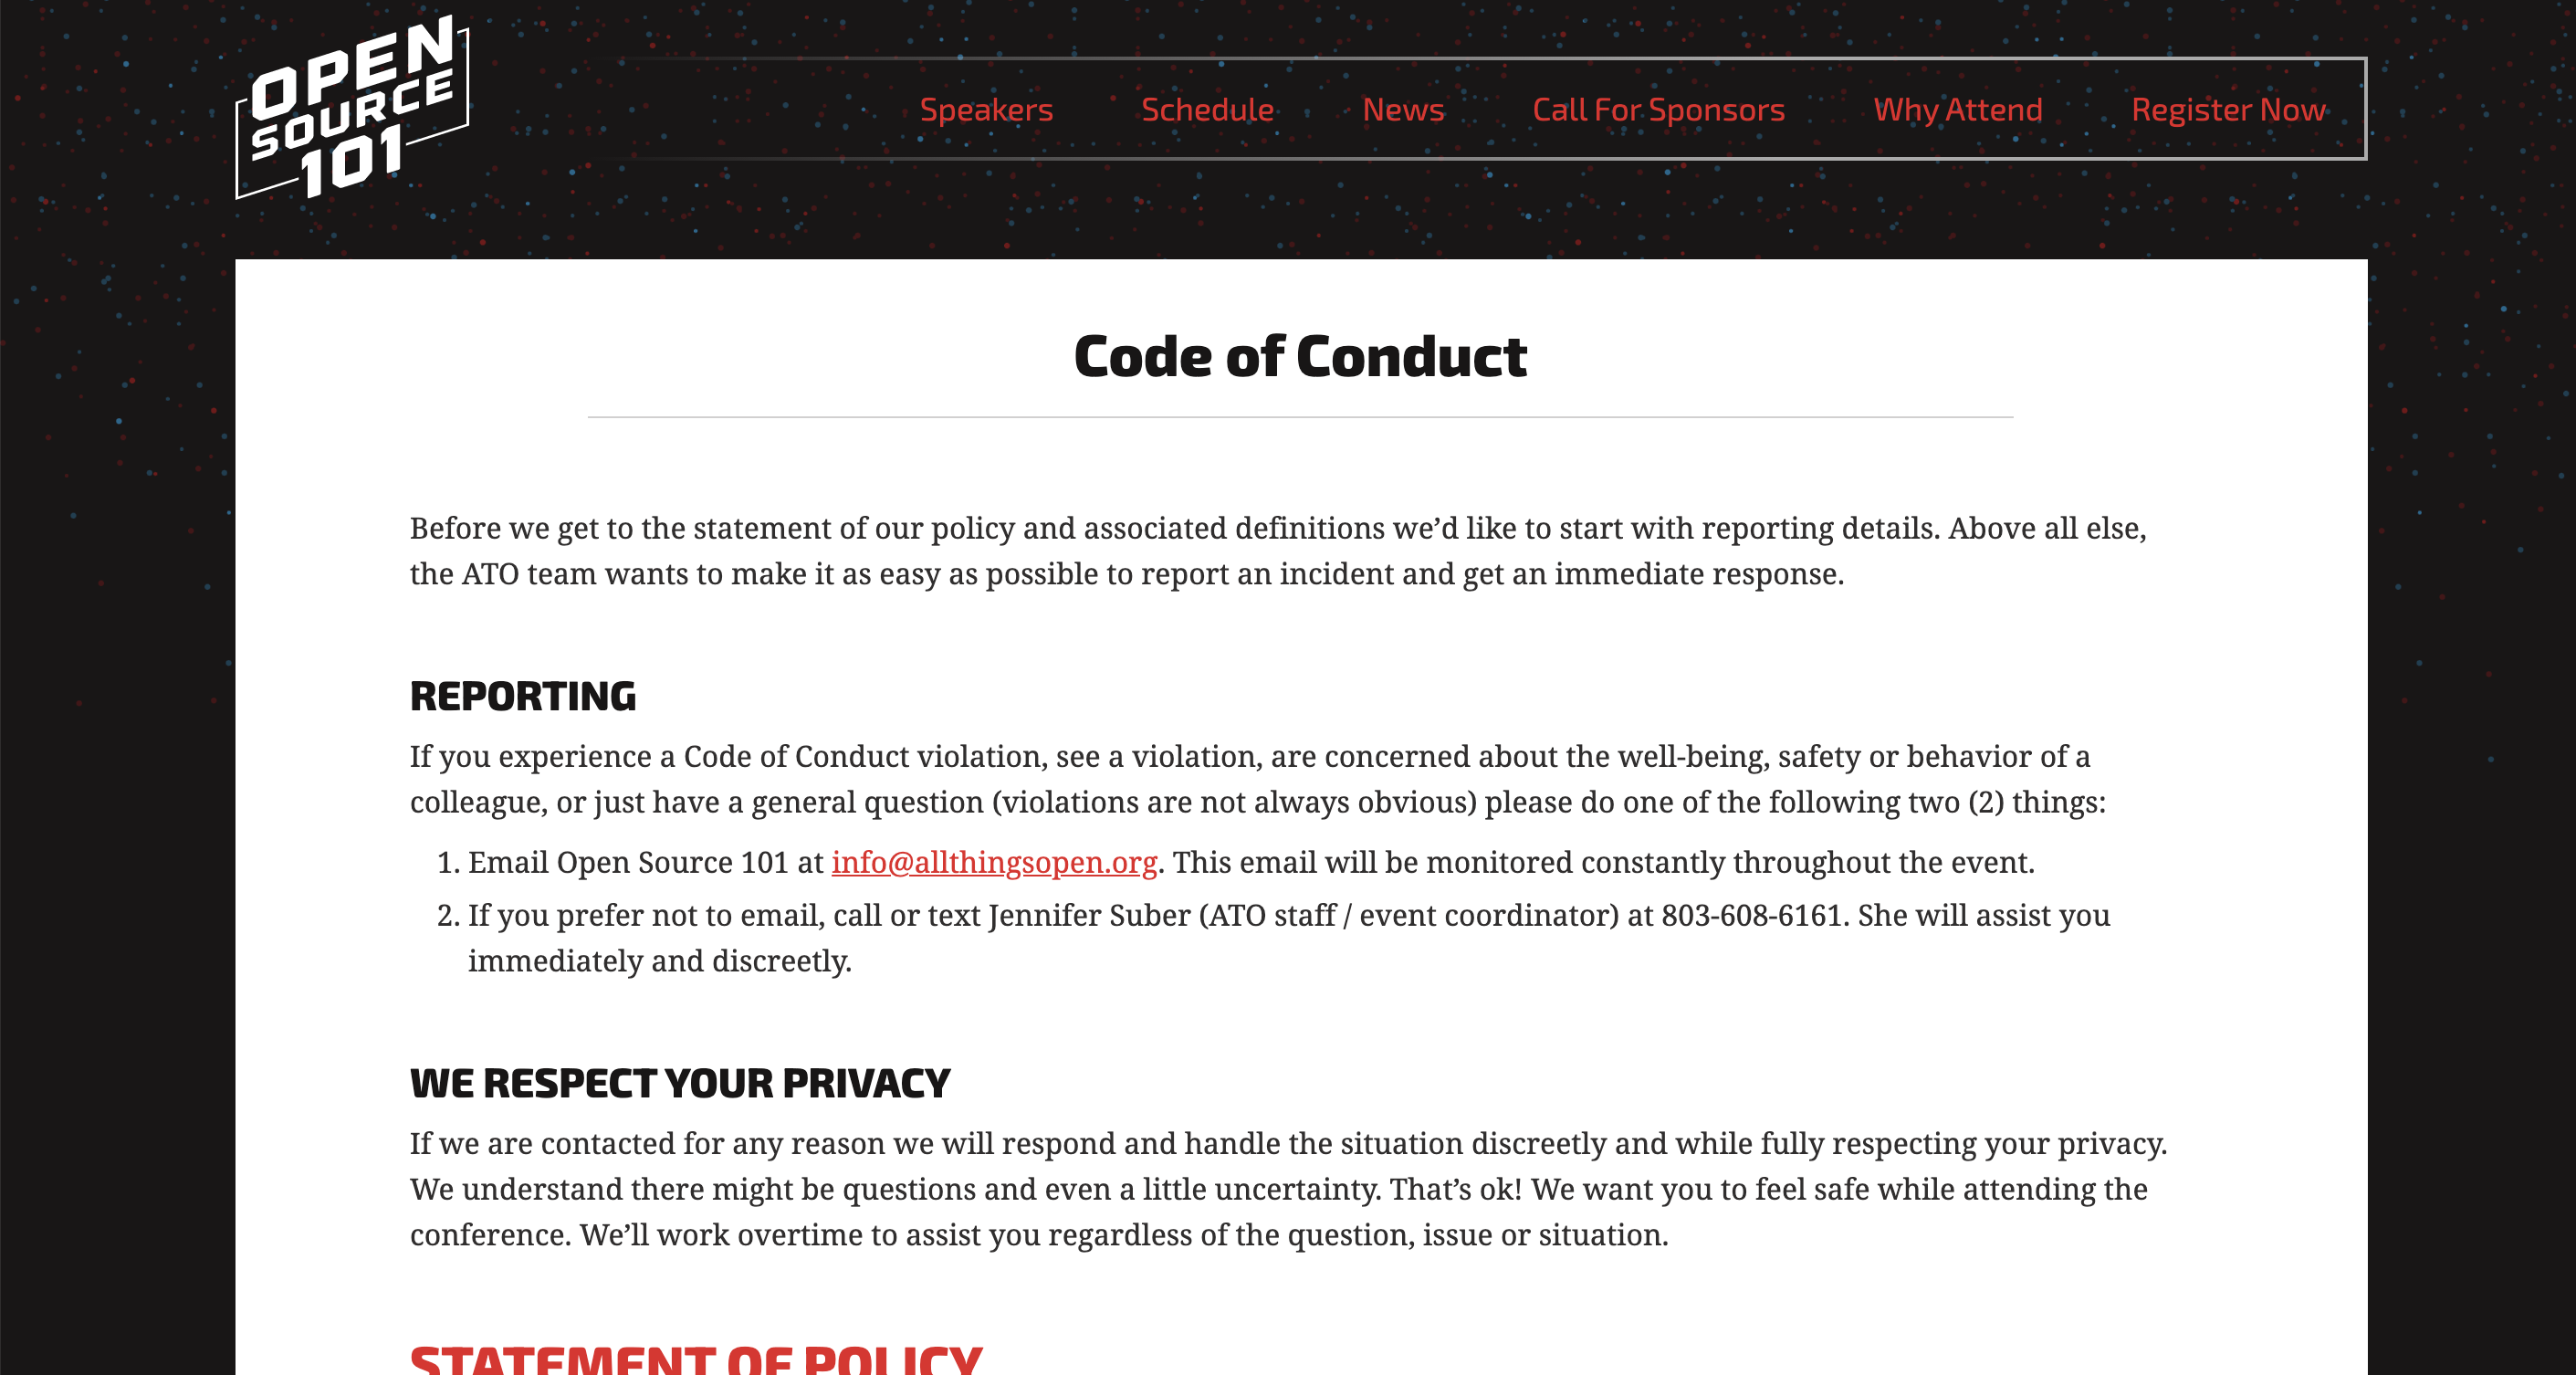 OPEN
SOURCE
101
Speakers Schedule News Call For Sponsors Why Attend Register Now
Code of Conduct
Before we get to the statement of our policy and associated definitions we’d like to start with reporting details. Above all else,
the ATO team wants to make it as easy as possible to report an incident and get an immediate response.
REPORTING
If you experience a Code of Conduct violation, see a violation, are concerned about the well-being, safety or behavior of a
colleague, or just have a general question (violations are not always obvious) please do one of the following two (2) things:
1. Email Open Source 101 at info@allthingsopen.org. This email will be monitored constantly throughout the event.
2. If you prefer not to email, call or text Jennifer Suber (ATO staff / event coordinator) at 803-608-6161. She will assist you
immediately and discreetly.
WE RESPECT YOUR PRIVACY
If we are contacted for any reason we will respond and handle the situation discreetly and while fully respecting your privacy.
We understand there might be questions and even a little uncertainty. That’s ok! We want you to feel safe while attending the
conference. We’ll work overtime to assist you regardless of the question, issue or situation.
STATEMENT OF POLICY